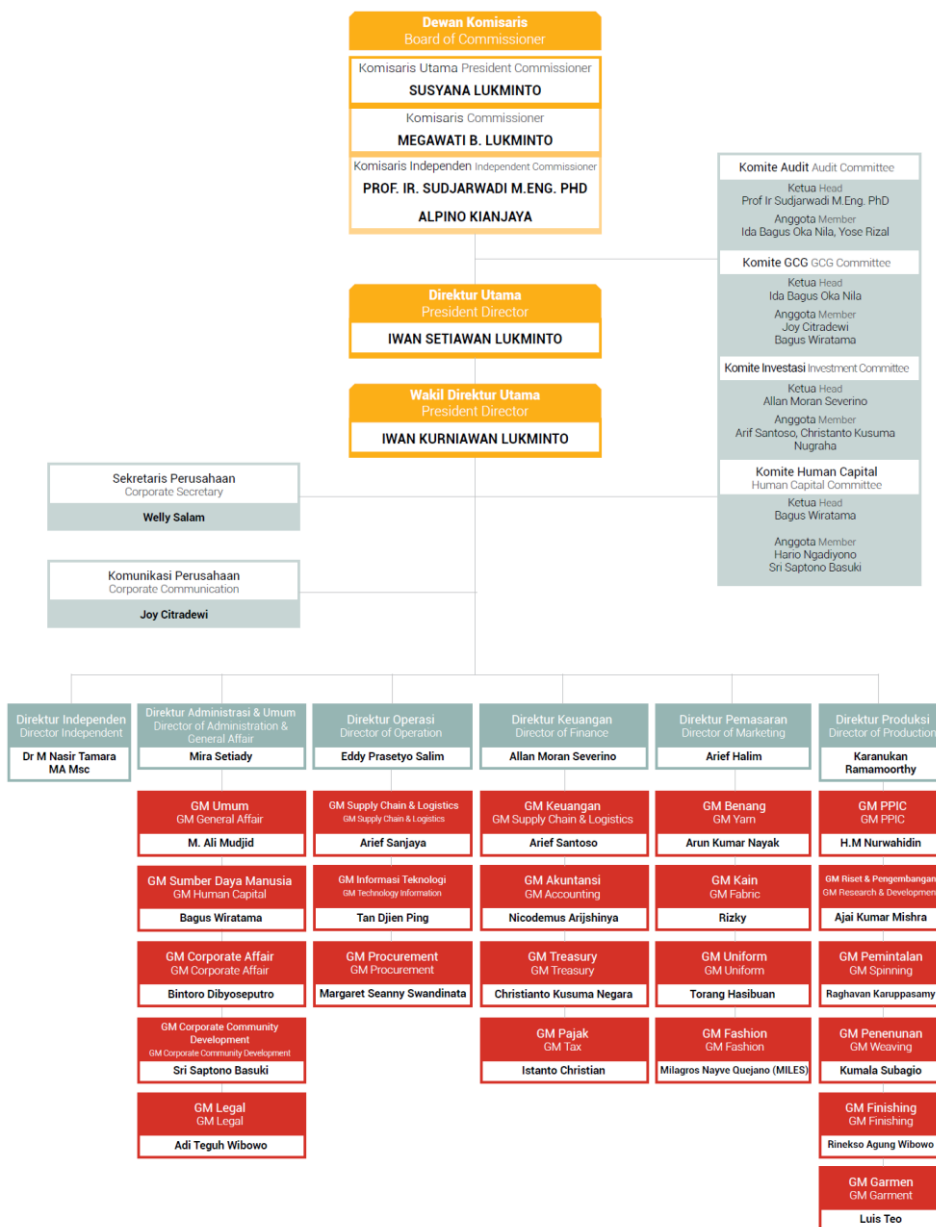 Dewan Komisaris
Board of Commissioner
Komisaris Utama President Commissioner
SUSYANA LUKMINTO
Komisaris Commissioner
MEGAWATI B. LUKMINTO
Komisaris Independen Independent Commissioner
PROF. IR. SUDJARWADI M.ENG. PHD
ALPINO KIANJAYA
Komite Audit Audit Committee
Ketua Head
Prof Ir Sudjarwadi M.Eng. PhD
Anggota Member
Ida Bagus Oka Nila, Yose Rizal
Komite GCG GCG Committee
Ketua Head
Ida Bagus Oka Nila
Anggota Member
Joy Citradewi
Bagus Wiratama
Komite Investasi Investment Committee
Ketua Head
Allan Moran Severino
Anggota Member
Arif Santoso, Christanto Kusuma
Nugraha
Komite Human Capital
Human Capital Committee
Ketua Head
Bagus Wiratama
Anggota Member
Hario Ngadiyono
Sri Saptono Basuki
Direktur Utama
President Director
IWAN SETIAWAN LUKMINTO
Wakil Direktur Utama
President Director
IWAN KURNIAWAN LUKMINTO
Sekretaris Perusahaan
Corporate Secretary
Welly Salam
Komunikasi Perusahaan
Corporate Communication
Joy Citradewi
Direktur Independen
Director Independent
Dr M Nasir Tamara
MA Msc
Direktur Administrasi & Umum
Director of Administration &
General Affair
Mira Setiady
GM Umum
GM General Affair
M. Ali Mudjid
GM Sumber Daya Manusia
GM Human Capital
Bagus Wiratama
GM Corporate Affair
GM Corporate Affair
Bintoro Dibyoseputro
GM Corporate Community
Development
GM Corporate Community Development
Sri Saptono Basuki
GM Legal
GM Legal
Adi Teguh Wibowo
Direktur Operasi
Director of Operation
Eddy Prasetyo Salim
GM Supply Chain & Logistics
GM Supply Chain & Logistics
Arief Sanjaya
GM Informasi Teknologi
GM Technology Information
Tan Djien Ping
GM Procurement
GM Procurement
Margaret Seanny Swandinata
Direktur Keuangan
Director of Finance
Allan Moran Severino
GM Keuangan
GM Supply Chain & Logistics
Arief Santoso
GM Akuntansi
GM Accounting
Nicodemus Arijshinya
GM Treasury
GM Treasury
Christianto Kusuma Negara
GM Pajak
GM Tax
Istanto Christian
Direktur Pemasaran
Director of Marketing
Arief Halim
GM Benang
GM Yarn
Arun Kumar Nayak
GM Kain
GM Fabric
Rizky
GM Uniform
GM Uniform
Torang Hasibuan
GM Fashion
GM Fashion
Milagros Nayve Quejano (MILES)
Direktur Produksi
Director of Production
Karanukan
Ramamoorthy
GM PPIC
GM PPIC
H.M Nurwahidin
GM Riset & Pengembangan
GM Research & Development
Ajai Kumar Mishra
GM Pemintalan
GM Spinning
Raghavan Karuppasamy
GM Penenunan
GM Weaving
Kumala Subagio
GM Finishing
GM Finishing
Rinekso Agung Wibowo
GM Garmen
GM Garment
Luis Teo